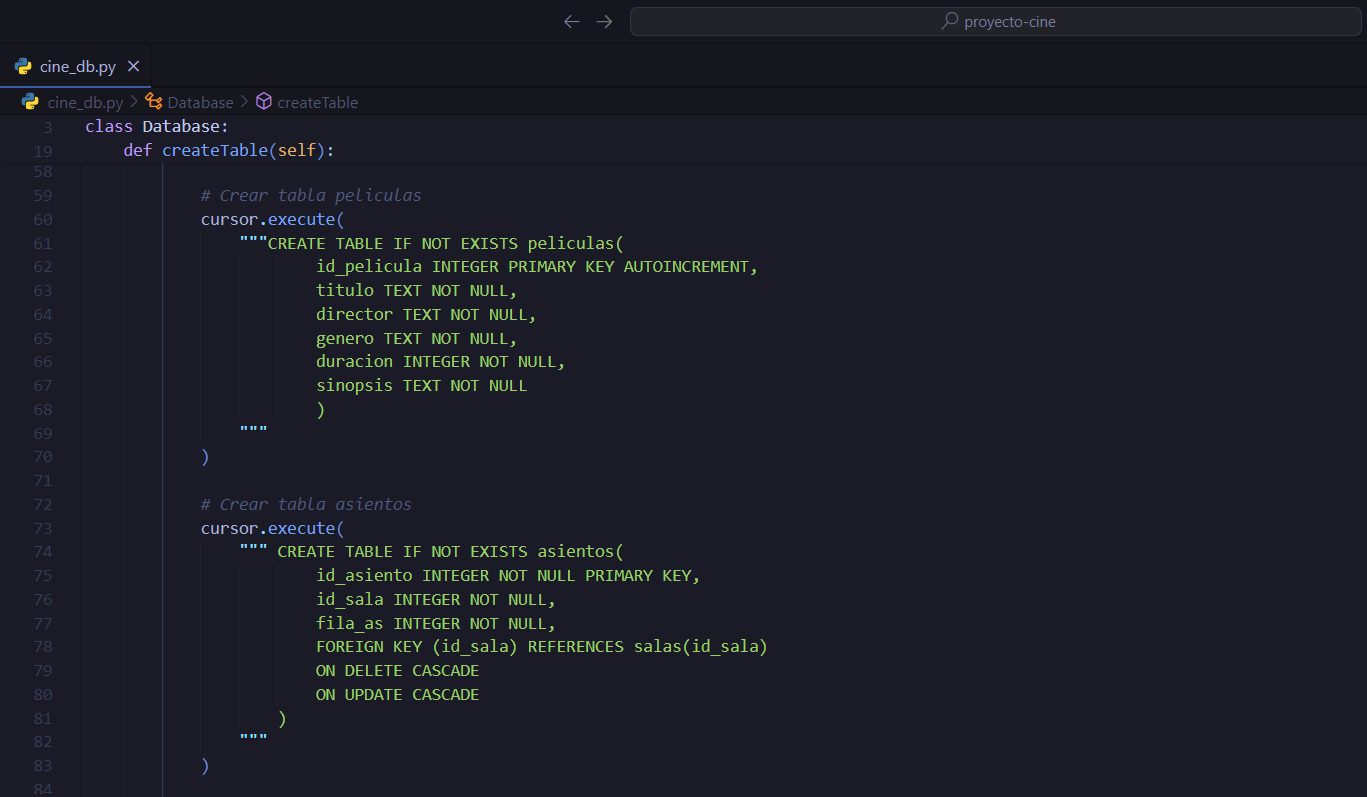 proyecto-cine
cine_db.py
cine_db.py > Database > createTable
3 class Database:
19 def createTable(self):
58
59 # Crear tabla peliculas
60 cursor.execute(
61 """CREATE TABLE IF NOT EXISTS peliculas(
62 id_pelicula INTEGER PRIMARY KEY AUTOINCREMENT,
63 titulo TEXT NOT NULL,
64 director TEXT NOT NULL,
65 genero TEXT NOT NULL,
66 duracion INTEGER NOT NULL,
67 sinopsis TEXT NOT NULL
68 )
69 """
70 )
71
72 # Crear tabla asientos
73 cursor.execute(
74 """ CREATE TABLE IF NOT EXISTS asientos(
75 id_asiento INTEGER NOT NULL PRIMARY KEY,
76 id_sala INTEGER NOT NULL,
77 fila_as INTEGER NOT NULL,
78 FOREIGN KEY (id_sala) REFERENCES salas(id_sala)
79 ON DELETE CASCADE
80 ON UPDATE CASCADE
81 )
82 """
83 )
84